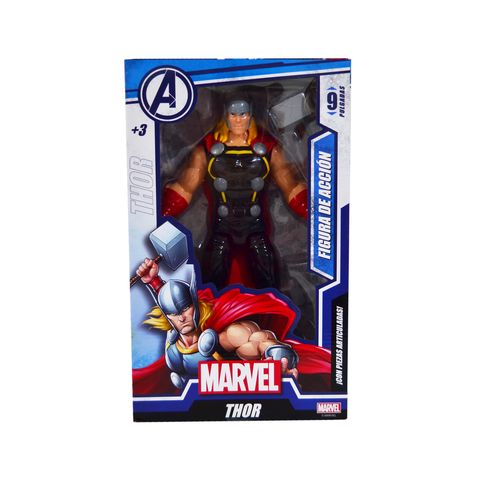 A
+3
THOR
9
PULGADAS
FIGURA DE ACCIÓN
¡CON PIEZAS ARTICULADAS!
MARVEL
THOR
MARVEL